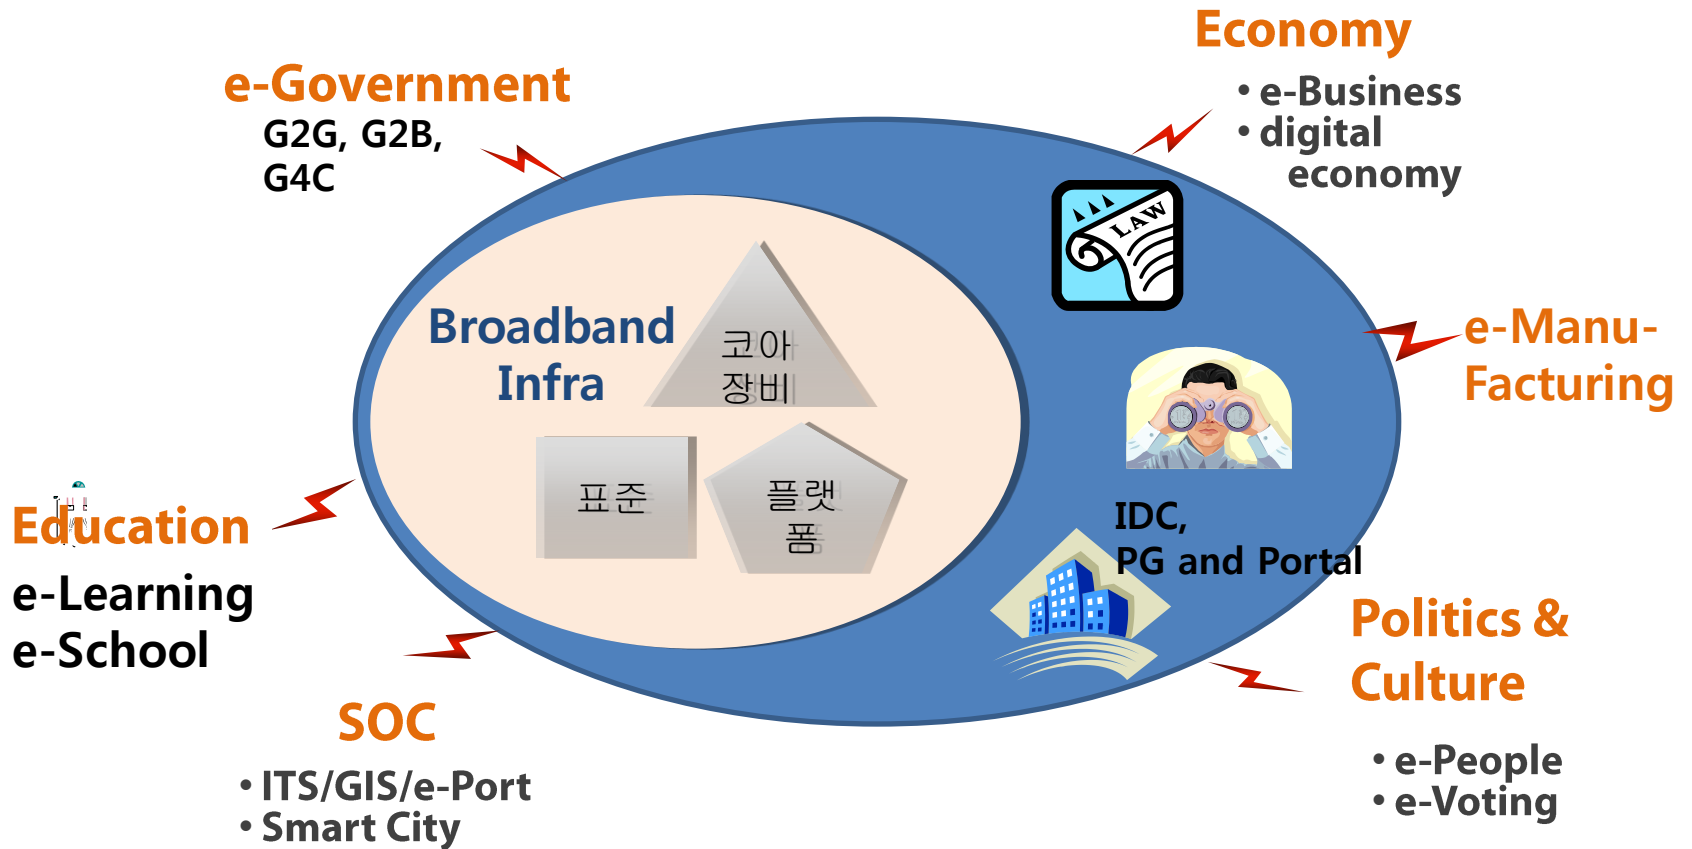 Economy
• e-Business
• digital
economy
e-Government
G2G, G2B,
G4C
LAW
Broadband
Infra
코아
장비
표준
플랫
폼
e-Manu-
Facturing
IDC,
PG and Portal
Education
e-Learning
e-School
Politics &
Culture
• e-People
• e-Voting
SOC
• ITS/GIS/e-Port
• Smart City